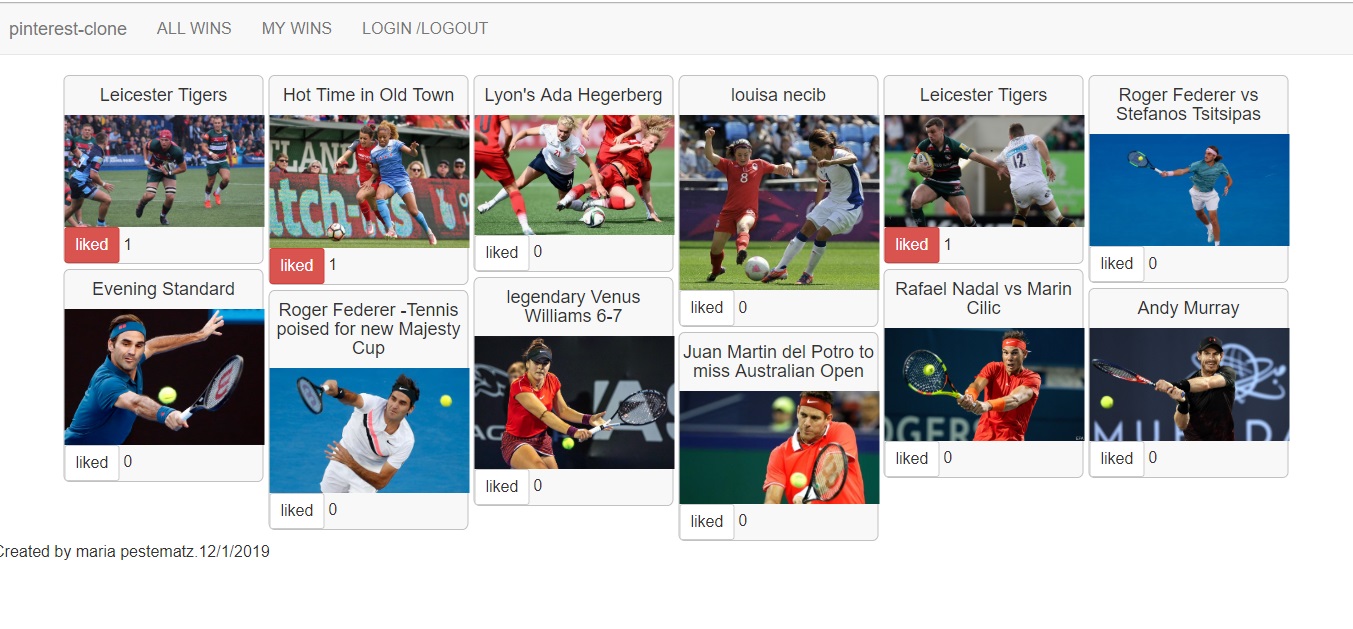 pinterest-clone ALL WINS MY WINS LOGIN /LOGOUT
Leicester Tigers
liked 1
Evening Standard
liked 0
Hot Time in Old Town
liked 1
Roger Federer -Tennis
poised for new Majesty
Cup
liked 0
Lyon's Ada Hegerberg
liked 0
legendary Venus
Williams 6-7
liked 0
louisa necib
8
liked 0
Juan Martin del Potro to
miss Australian Open
liked 0
Leicester Tigers
12
liked 1
Rafael Nadal vs Marin
Cilic
ROGERS
liked 0
Roger Federer vs
Stefanos Tsitsipas
liked 0
Andy Murray
liked 0
Created by maria pestematz.12/1/2019